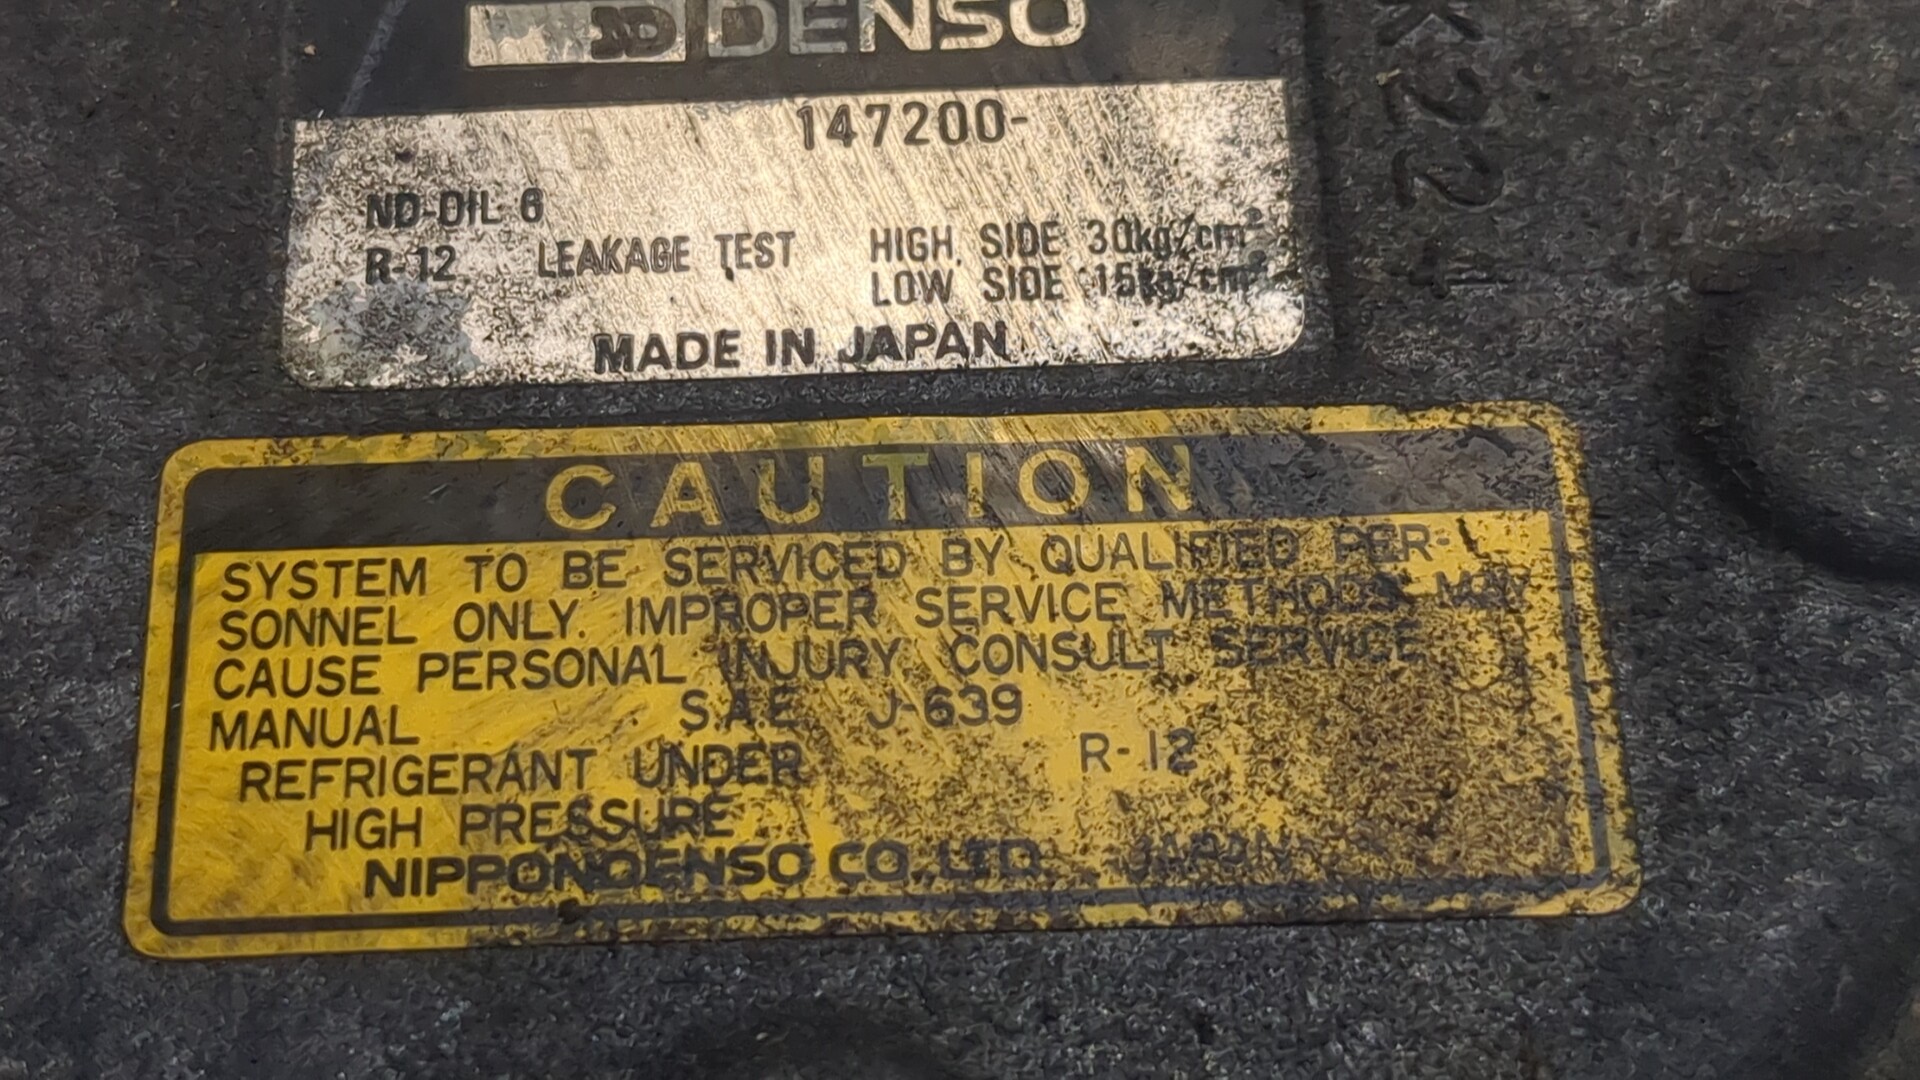 ND DENSO
147200-
ND-OIL 6
R-12 LEAKAGE TEST HIGH SIDE 30kg/cm²
LOW SIDE 15kg/cm²
MADE IN JAPAN
CAUTION
SYSTEM TO BE SERVICED BY QUALIFIED PER-
SONNEL ONLY. IMPROPER SERVICE METHODS MAY
CAUSE PERSONAL INJURY CONSULT SERVICE
MANUAL S.A.E. J-639
REFRIGERANT UNDER R-12
HIGH PRESSURE
NIPPONDENSO CO., LTD. JAPAN